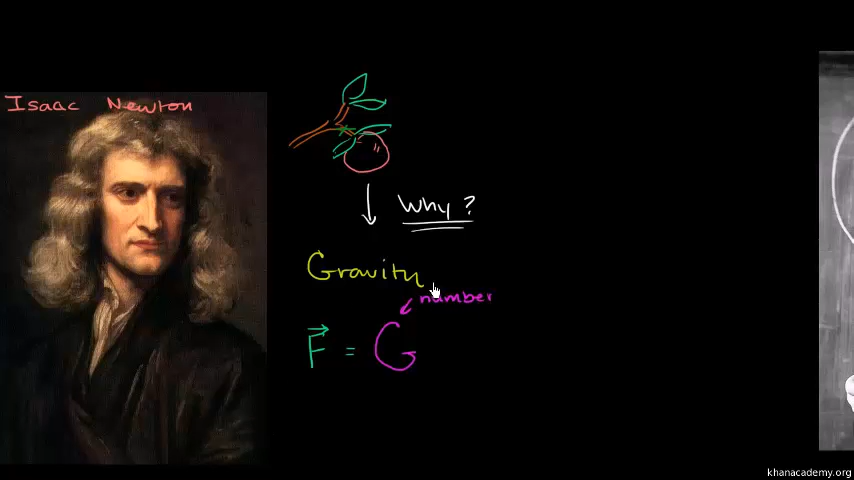 Isaac Newton
Why?
Gravity
number
F = G
khanacademy.org